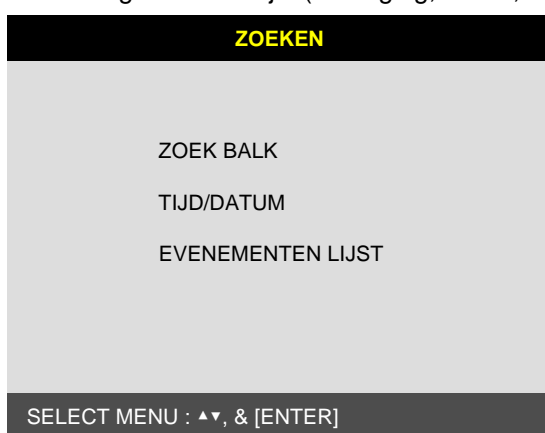 ZOEKEN
ZOEK BALK
TIJD/DATUM
EVENEMENTEN LIJST
SELECT MENU : ▲▼, & [ENTER]